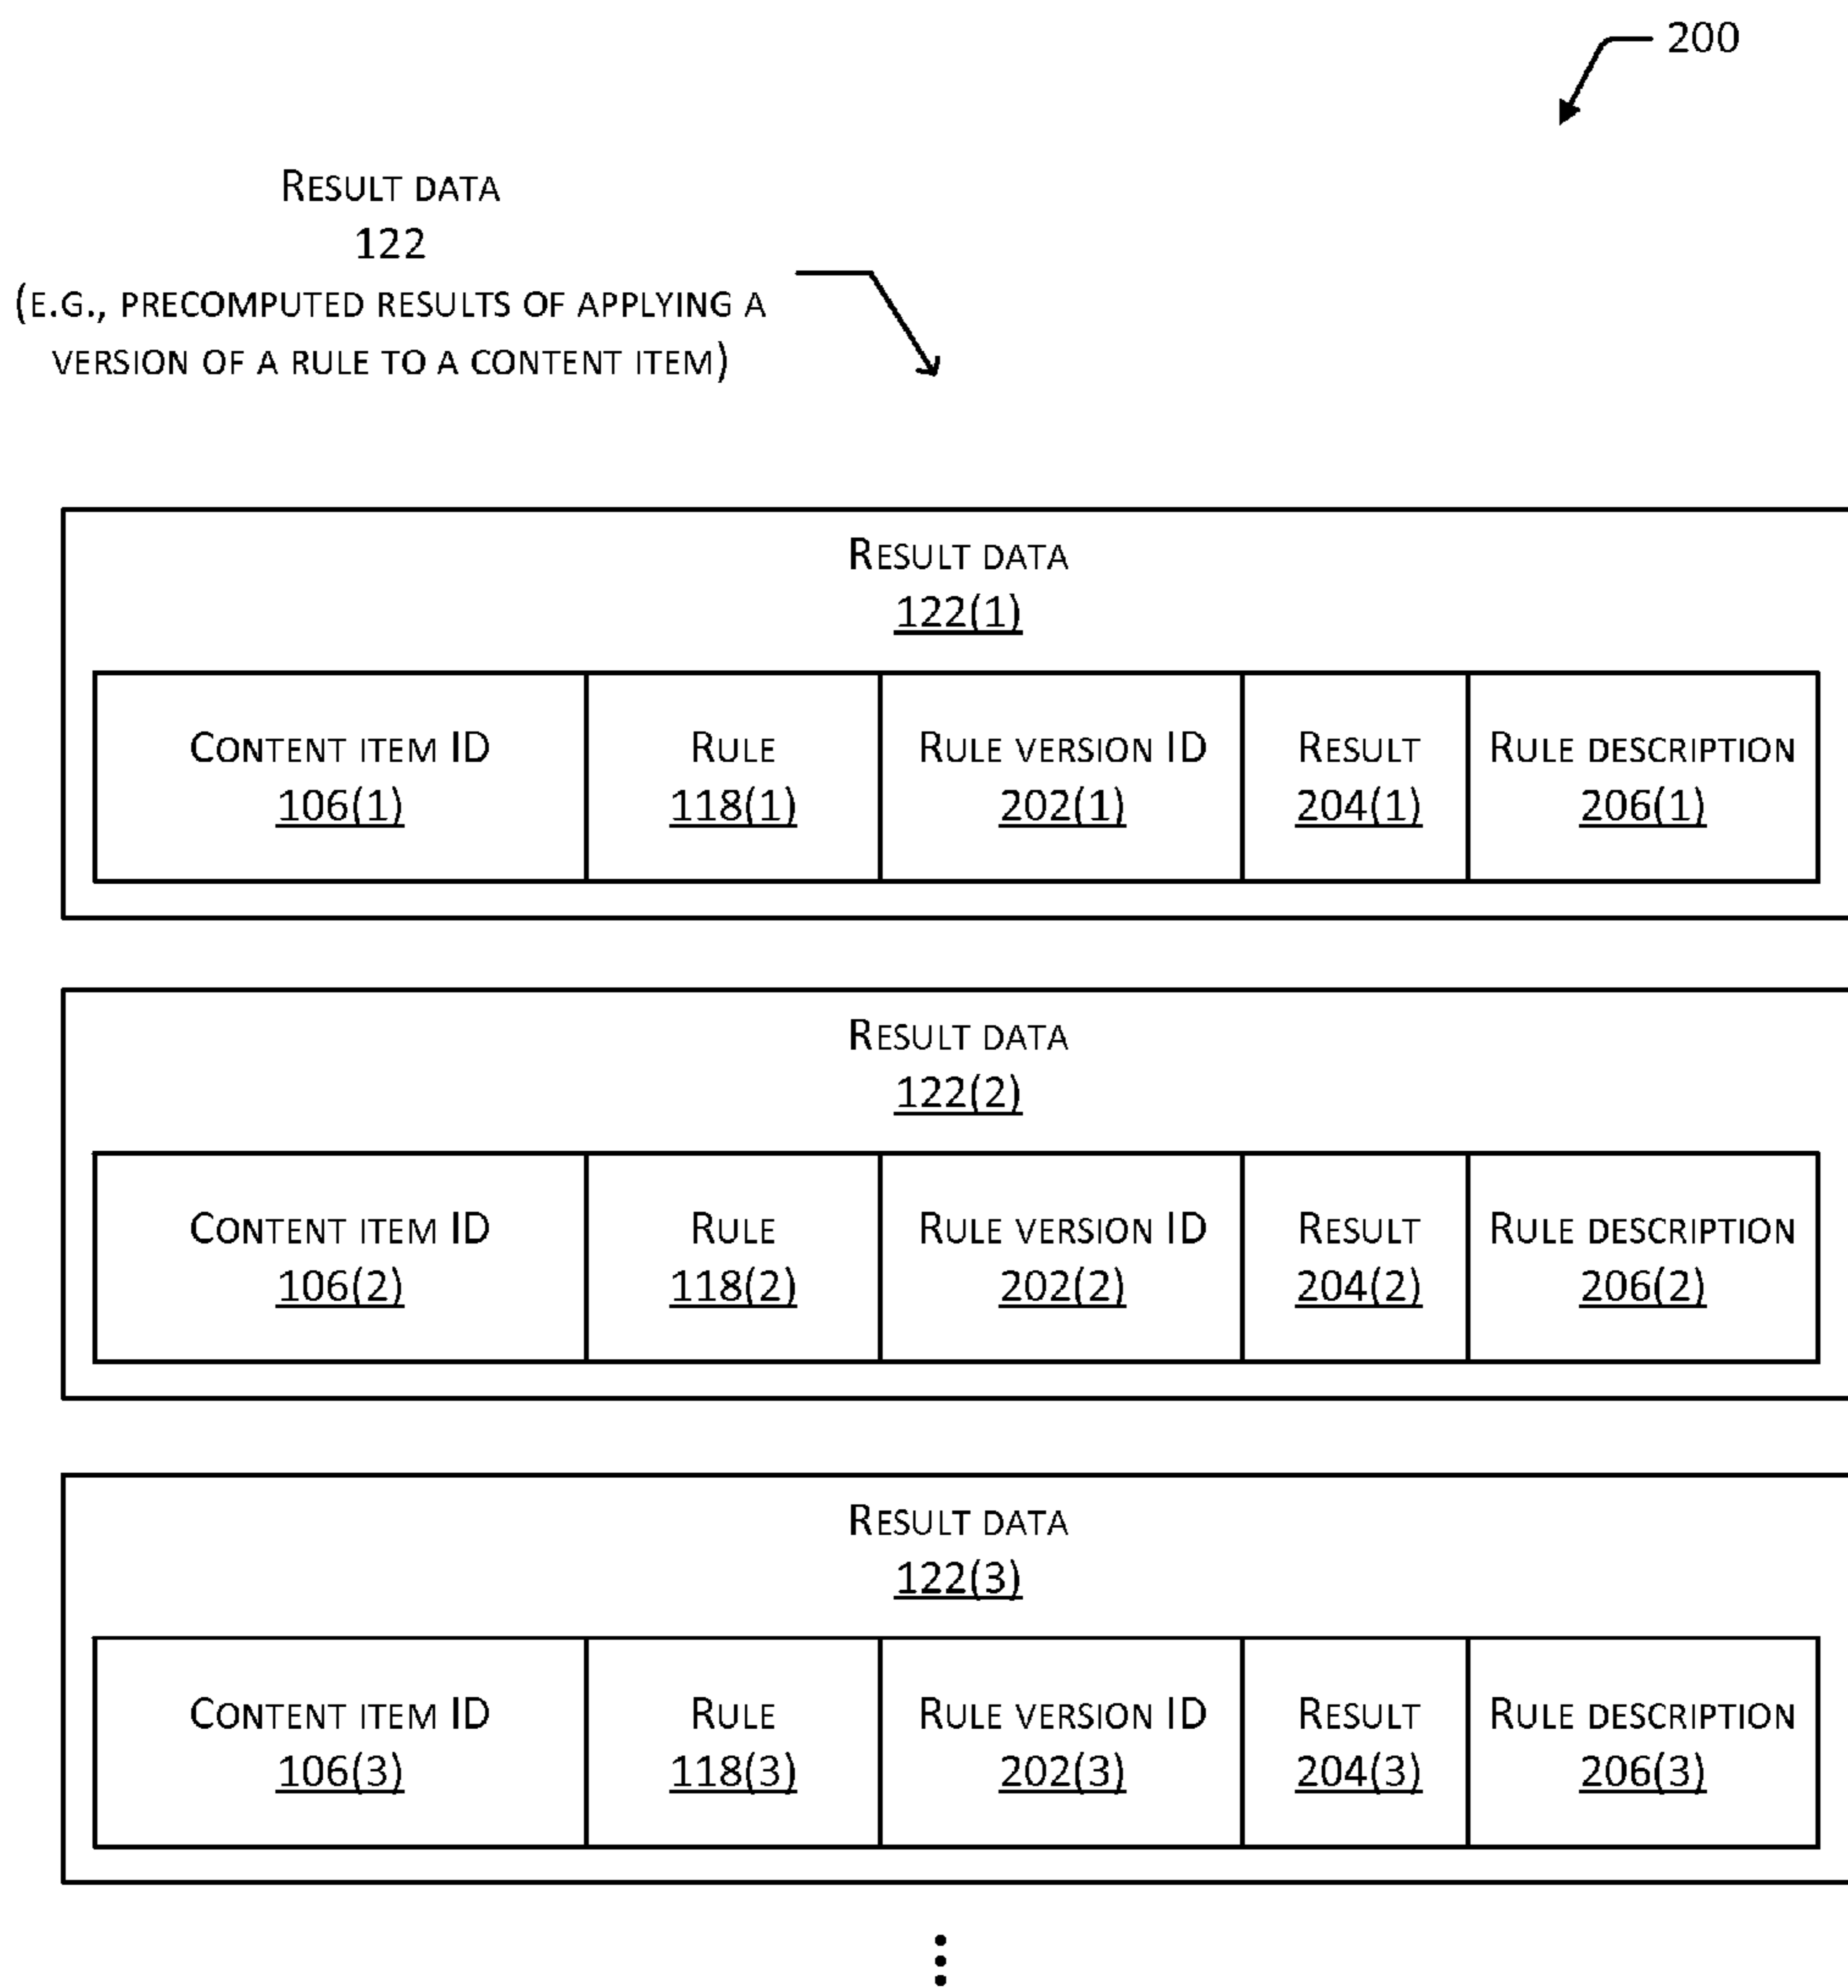 200
Result data
122
(e.g., precomputed results of applying a
version of a rule to a content item)
Result data
122(1)
Content item ID Rule Rule version ID Result Rule description
106(1) 118(1) 202(1) 204(1) 206(1)
Result data
122(2)
Content item ID Rule Rule version ID Result Rule description
106(2) 118(2) 202(2) 204(2) 206(2)
Result data
122(3)
Content item ID Rule Rule version ID Result Rule description
106(3) 118(3) 202(3) 204(3) 206(3)